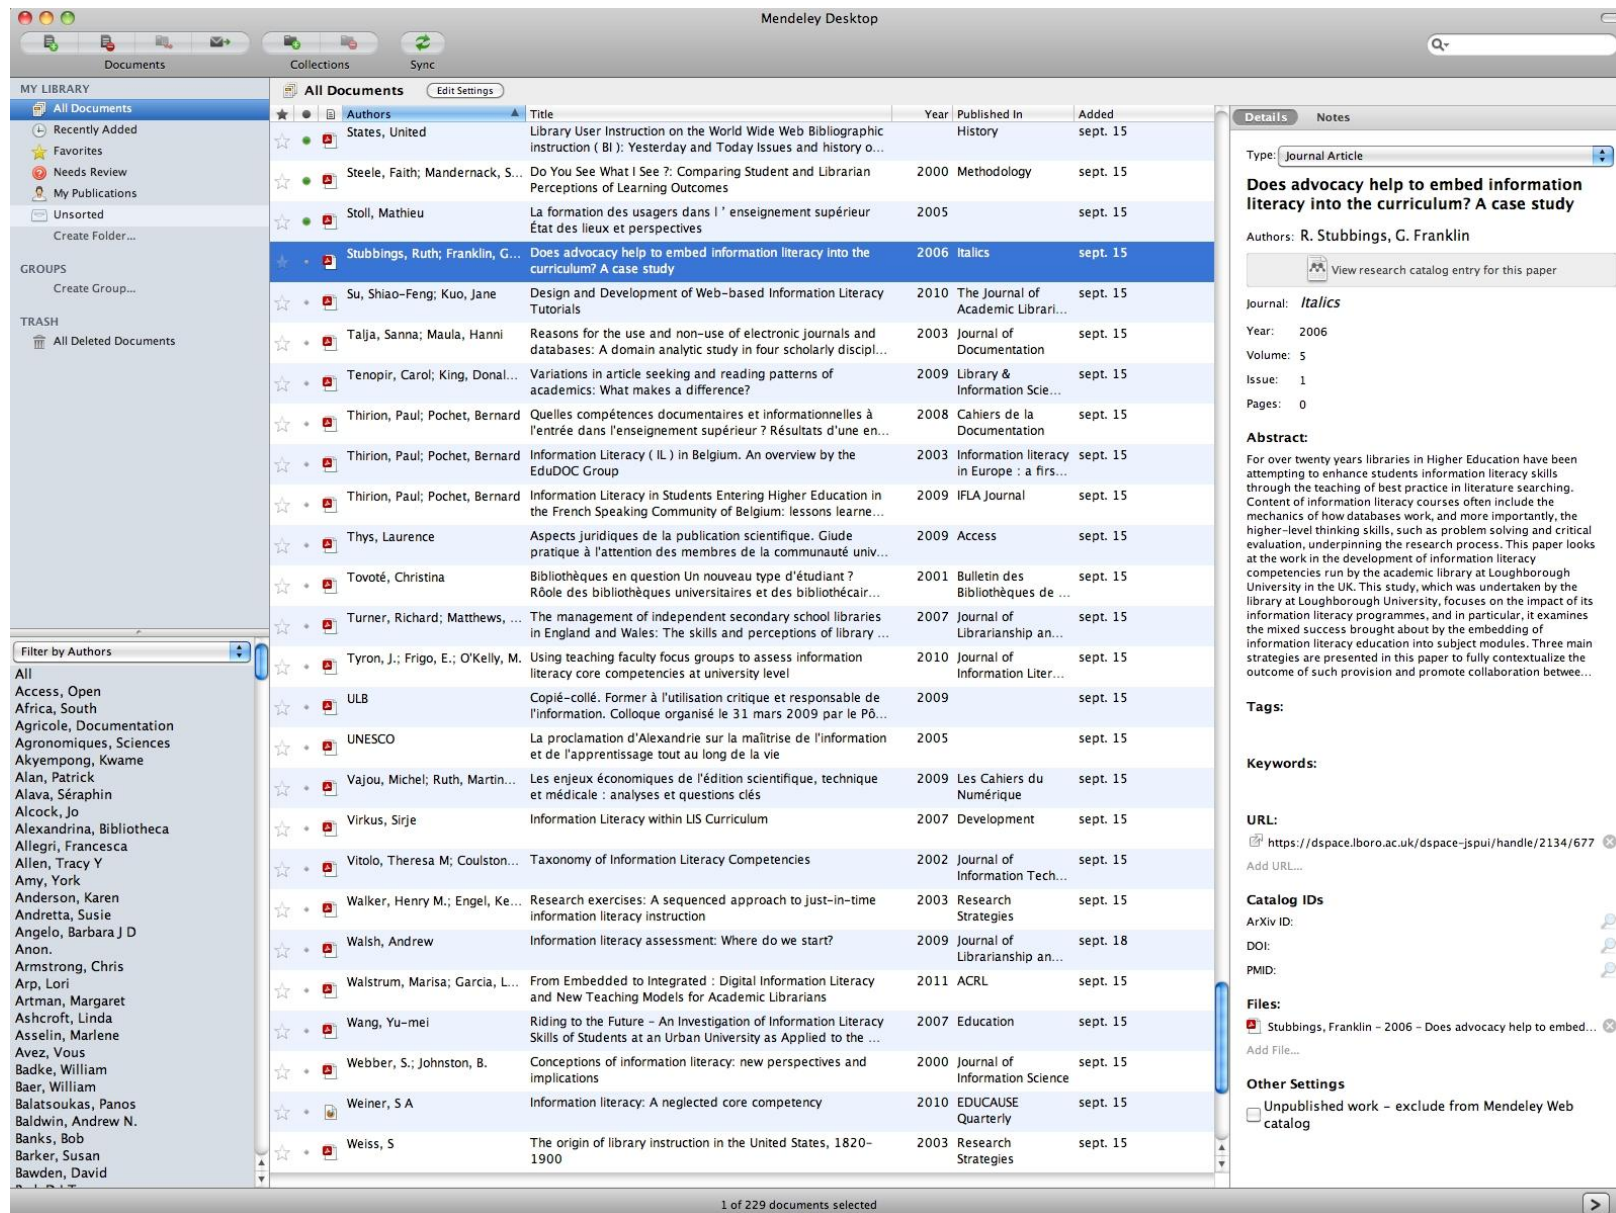 Mendeley Desktop
Documents
Collections
Sync
MY LIBRARY
All Documents
Recently Added
Favorites
Needs Review
My Publications
Unsorted
Create Folder...
GROUPS
Create Group...
TRASH
All Deleted Documents
Filter by Authors
All
Access, Open
Africa, South
Agricole, Documentation
Agronomiques, Sciences
Akyempong, Kwame
Alan, Patrick
Alava, Séraphin
Alcock, Jo
Alexandrina, Bibliotheca
Allegri, Francesca
Allen, Tracy Y
Amy, York
Anderson, Karen
Andretta, Susie
Angelo, Barbara J D
Anon.
Armstrong, Chris
Arp, Lori
Artman, Margaret
Ashcroft, Linda
Asselin, Marlene
Avez, Vous
Badke, William
Baer, William
Balatsoukas, Panos
Baldwin, Andrew N.
Banks, Bob
Barker, Susan
Bawden, David
All Documents Edit Settings
Authors Title Year Published In Added
States, United Library User Instruction on the World Wide Web Bibliographic History sept. 15
instruction ( BI ): Yesterday and Today Issues and history o...
Steele, Faith; Mandernack, S... Do You See What I See ?: Comparing Student and Librarian 2000 Methodology sept. 15
Perceptions of Learning Outcomes
Stoll, Mathieu La formation des usagers dans l ' enseignement supérieur 2005 sept. 15
État des lieux et perspectives
Stubbings, Ruth; Franklin, G... Does advocacy help to embed information literacy into the 2006 Italics sept. 15
curriculum? A case study
Su, Shiao-Feng; Kuo, Jane Design and Development of Web-based Information Literacy 2010 The Journal of sept. 15
Tutorials Academic Librari...
Talja, Sanna; Maula, Hanni Reasons for the use and non-use of electronic journals and 2003 Journal of sept. 15
databases: A domain analytic study in four scholarly discipl... Documentation
Tenopir, Carol; King, Donal... Variations in article seeking and reading patterns of 2009 Library & sept. 15
academics: What makes a difference? Information Scie...
Thirion, Paul; Pochet, Bernard Quelles compétences documentaires et informationnelles à 2008 Cahiers de la sept. 15
l'entrée dans l'enseignement supérieur ? Résultats d'une en... Documentation
Thirion, Paul; Pochet, Bernard Information Literacy ( IL ) in Belgium. An overview by the 2003 Information literacy sept. 15
EduDOC Group in Europe : a firs...
Thirion, Paul; Pochet, Bernard Information Literacy in Students Entering Higher Education in 2009 IFLA Journal sept. 15
the French Speaking Community of Belgium: lessons learne...
Thys, Laurence Aspects juridiques de la publication scientifique. Giude 2009 Access sept. 15
pratique à l'attention des membres de la communauté univ...
Tovoté, Christina Bibliothèques en question Un nouveau type d'étudiant ? 2001 Bulletin des sept. 15
Rôole des bibliothèques universitaires et des bibliothécair... Bibliothèques de ...
Turner, Richard; Matthews, ... The management of independent secondary school libraries 2007 Journal of sept. 15
in England and Wales: The skills and perceptions of library ... Librarianship an...
Tyron, J.; Frigo, E.; O'Kelly, M. Using teaching faculty focus groups to assess information 2010 Journal of sept. 15
literacy core competencies at university level Information Liter...
ULB Copié-collé. Former à l'utilisation critique et responsable de 2009 sept. 15
l'information. Colloque organisé le 31 mars 2009 par le Pô...
UNESCO La proclamation d'Alexandrie sur la maîtrise de l'information 2005 sept. 15
et de l'apprentissage tout au long de la vie
Vajou, Michel; Ruth, Martin... Les enjeux économiques de l'édition scientifique, technique 2009 Les Cahiers du sept. 15
et médicale : analyses et questions clés Numérique
Virkus, Sirje Information Literacy within LIS Curriculum 2007 Development sept. 15
Vitolo, Theresa M; Coulston... Taxonomy of Information Literacy Competencies 2002 Journal of sept. 15
Information Tech...
Walker, Henry M.; Engel, Ke... Research exercises: A sequenced approach to just-in-time 2003 Research sept. 15
information literacy instruction Strategies
Walsh, Andrew Information literacy assessment: Where do we start? 2009 Journal of sept. 18
Librarianship an...
Walstrum, Marisa; Garcia, L... From Embedded to Integrated : Digital Information Literacy 2011 ACRL sept. 15
and New Teaching Models for Academic Librarians
Wang, Yu-mei Riding to the Future - An Investigation of Information Literacy 2007 Education sept. 15
Skills of Students at an Urban University as Applied to the ...
Webber, S.; Johnston, B. Conceptions of information literacy: new perspectives and 2000 Journal of sept. 15
implications Information Science
Weiner, S A Information literacy: A neglected core competency 2010 EDUCAUSE sept. 15
Quarterly
Weiss, S The origin of library instruction in the United States, 1820- 2003 Research sept. 15
1900 Strategies
Details Notes
Type: Journal Article
Does advocacy help to embed information
literacy into the curriculum? A case study
Authors: R. Stubbings, G. Franklin
View research catalog entry for this paper
Journal: Italics
Year: 2006
Volume: 5
Issue: 1
Pages: 0
Abstract:
For over twenty years libraries in Higher Education have been
attempting to enhance students information literacy skills
through the teaching of best practice in literature searching.
Content of information literacy courses often include the
mechanics of how databases work, and more importantly, the
higher-level thinking skills, such as problem solving and critical
evaluation, underpinning the research process. This paper looks
at the work in the development of information literacy
competencies run by the academic library at Loughborough
University in the UK. This study, which was undertaken by the
library at Loughborough University, focuses on the impact of its
information literacy programmes, and in particular, it examines
the mixed success brought about by the embedding of
information literacy education into subject modules. Three main
strategies are presented in this paper to fully contextualize the
outcome of such provision and promote collaboration betwee...
Tags:
Keywords:
URL:
https://dspace.lboro.ac.uk/dspace-jspui/handle/2134/677
Add URL...
Catalog IDs
ArXiv ID:
DOI:
PMID:
Files:
Stubbings, Franklin - 2006 - Does advocacy help to embed...
Add File...
Other Settings
Unpublished work - exclude from Mendeley Web
catalog
1 of 229 documents selected